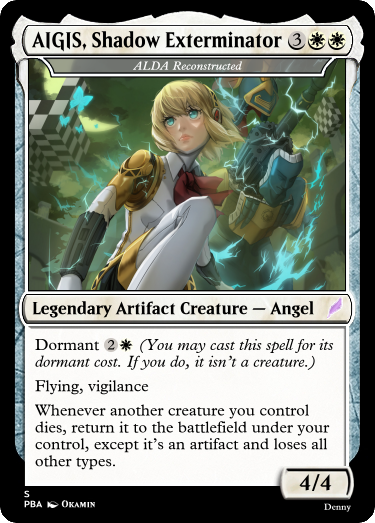 AIGIS, Shadow Exterminator 3
ALDA Reconstructed
Legendary Artifact Creature — Angel
Dormant 2 (You may cast this spell for its
dormant cost. If you do, it isn't a creature.)
Flying, vigilance
Whenever another creature you control
dies, return it to the battlefield under your
control, except it's an artifact and loses all
other types.
4/4
S
PBA Okamin
Denny